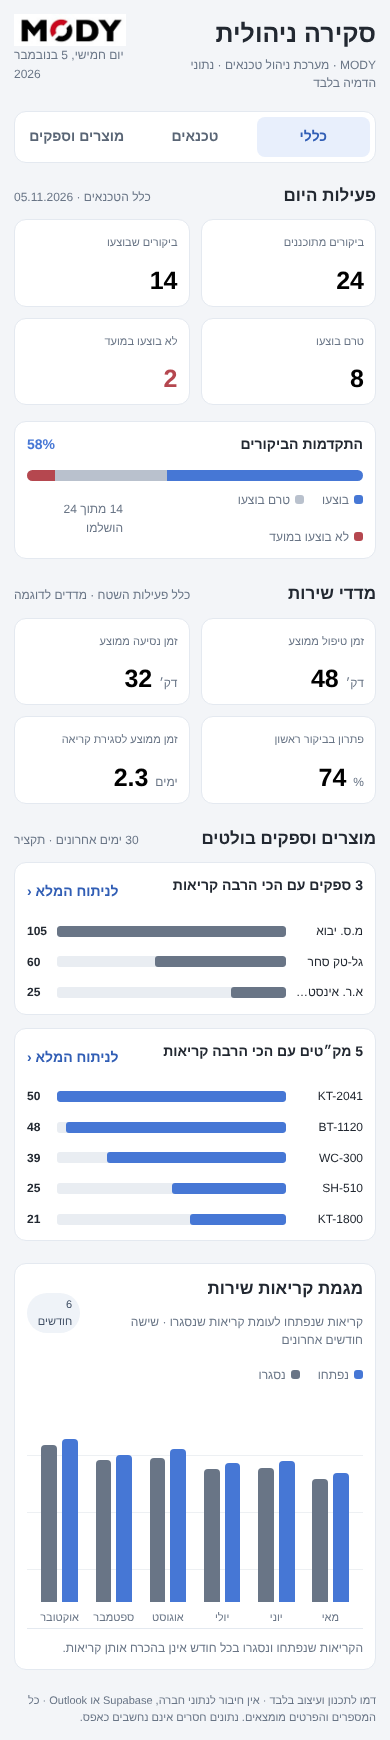 סקירה ניהולית
MODY
MODY · מערכת ניהול טכנאים · נתוני
הדמיה בלבד
יום חמישי, 5 בנובמבר
2026
כללי
טכנאים
מוצרים וספקים
פעילות היום
כלל הטכנאים · 05.11.2026
ביקורים מתוכננים
24
ביקורים שבוצעו
14
טרם בוצעו
8
לא בוצעו במועד
2
התקדמות הביקורים
58%
בוצעו
טרם בוצעו
לא בוצעו במועד
14 מתוך 24
הושלמו
מדדי שירות
כלל פעילות השטח · מדדים לדוגמה
זמן טיפול ממוצע
48 דק׳
זמן נסיעה ממוצע
32 דק׳
פתרון בביקור ראשון
74 %
זמן ממוצע לסגירת קריאה
2.3 ימים
מוצרים וספקים בולטים
30 ימים אחרונים · תקציר
3 ספקים עם הכי הרבה קריאות
לניתוח המלא ›
מ.ס. יבוא 105
גל-טק סחר 60
א.ר. אינסט... 25
5 מק״טים עם הכי הרבה קריאות
לניתוח המלא ›
KT-2041 50
BT-1120 48
WC-300 39
SH-510 25
KT-1800 21
מגמת קריאות שירות
קריאות שנפתחו לעומת קריאות שנסגרו · שישה
חודשים אחרונים
6
חודשים
נפתחו
נסגרו
מאי
יוני
יולי
אוגוסט
ספטמבר
אוקטובר
הקריאות שנפתחו ונסגרו בכל חודש אינן בהכרח אותן קריאות.
דמו לתכנון ועיצוב בלבד · אין חיבור לנתוני חברה, Supabase או Outlook · כל
המספרים והפרטים מומצאים. נתונים חסרים אינם נחשבים כאפס.